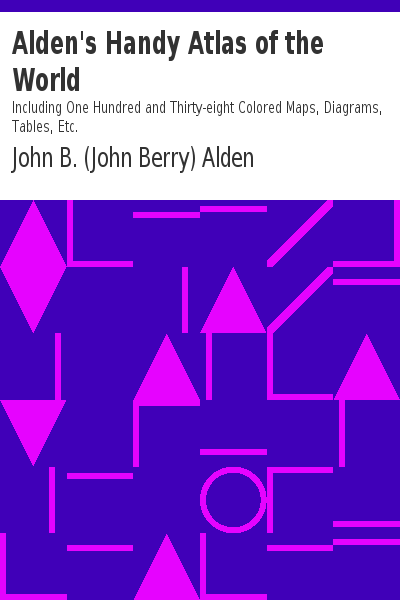 Alden's Handy Atlas of the
World
Including One Hundred and Thirty-eight Colored Maps, Diagrams,
Tables, Etc.
John B. (John Berry) Alden